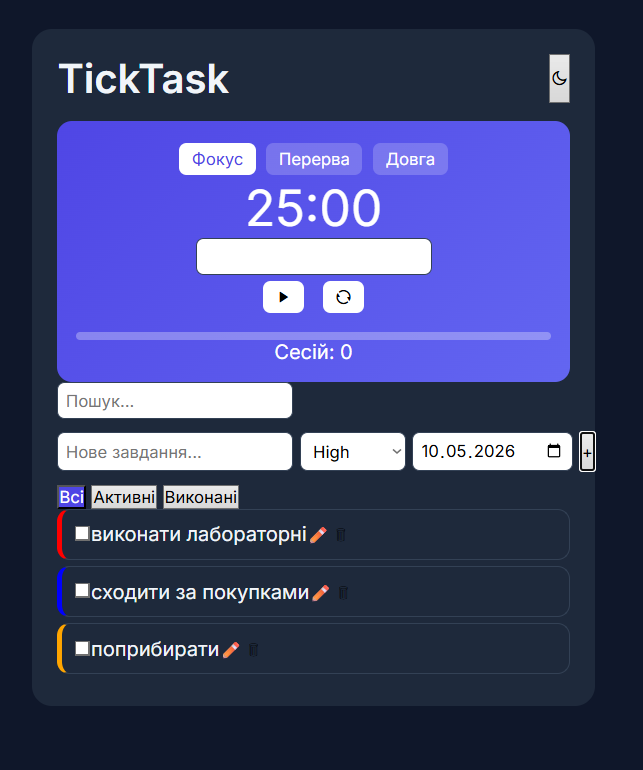 TickTask
Фокус Перерва Довга
25:00
Сесій: 0
Пошук...
Нове завдання... High 10.05.2026 +
Всі Активні Виконані
виконати лабораторні
сходити за покупками
поприбирати